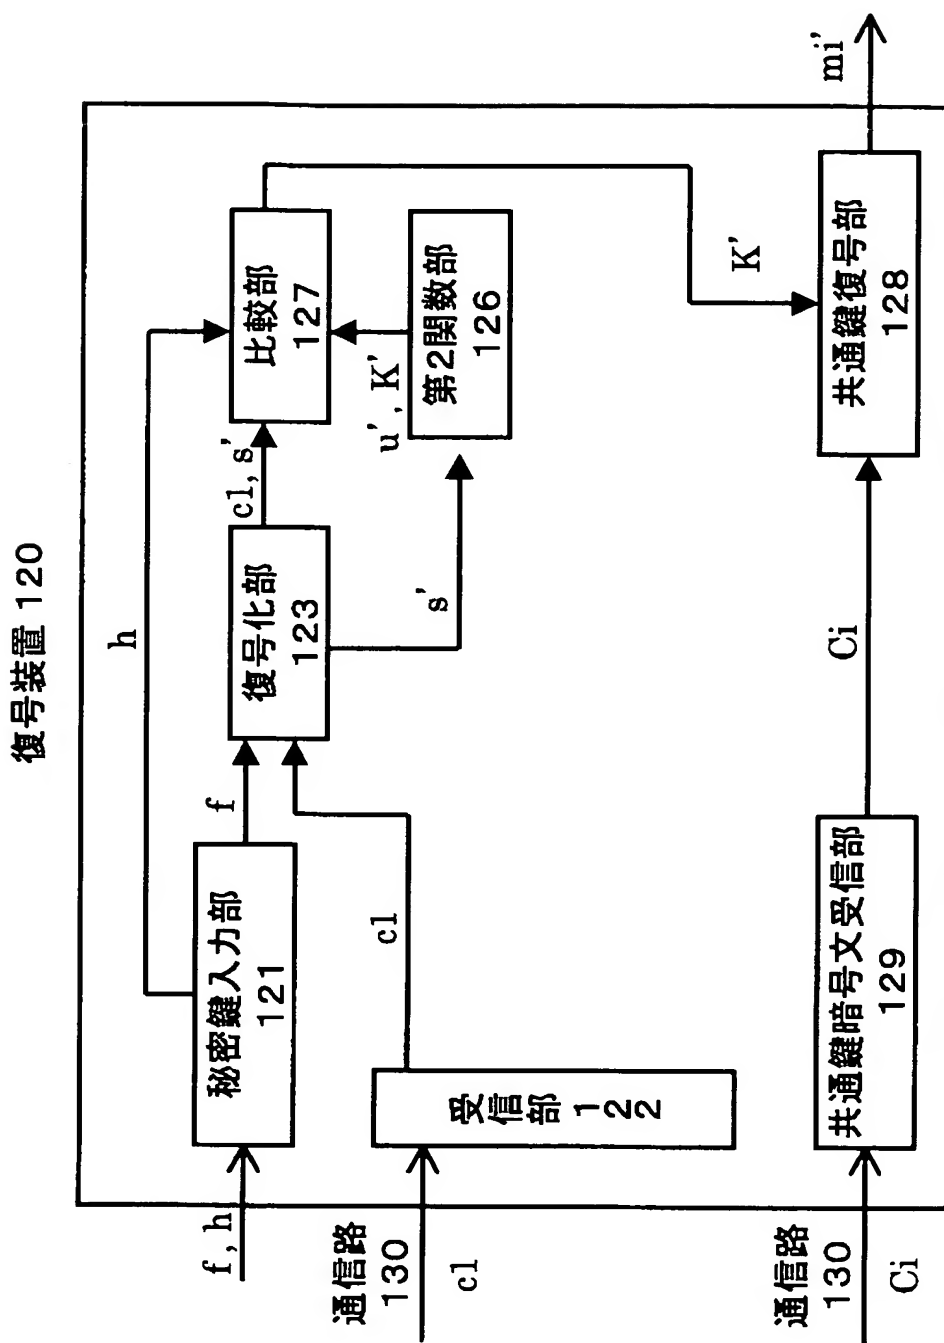 復号装置 120
f, h
秘密鍵入力部
121
h
f
通信路
130
c1
受信部 122
c1
復号化部
123
c1, s'
s'
比較部
127
u', K'
第2関数部
126
K'
通信路
130
Ci
共通鍵暗号文受信部
129
Ci
共通鍵復号部
128
mi'